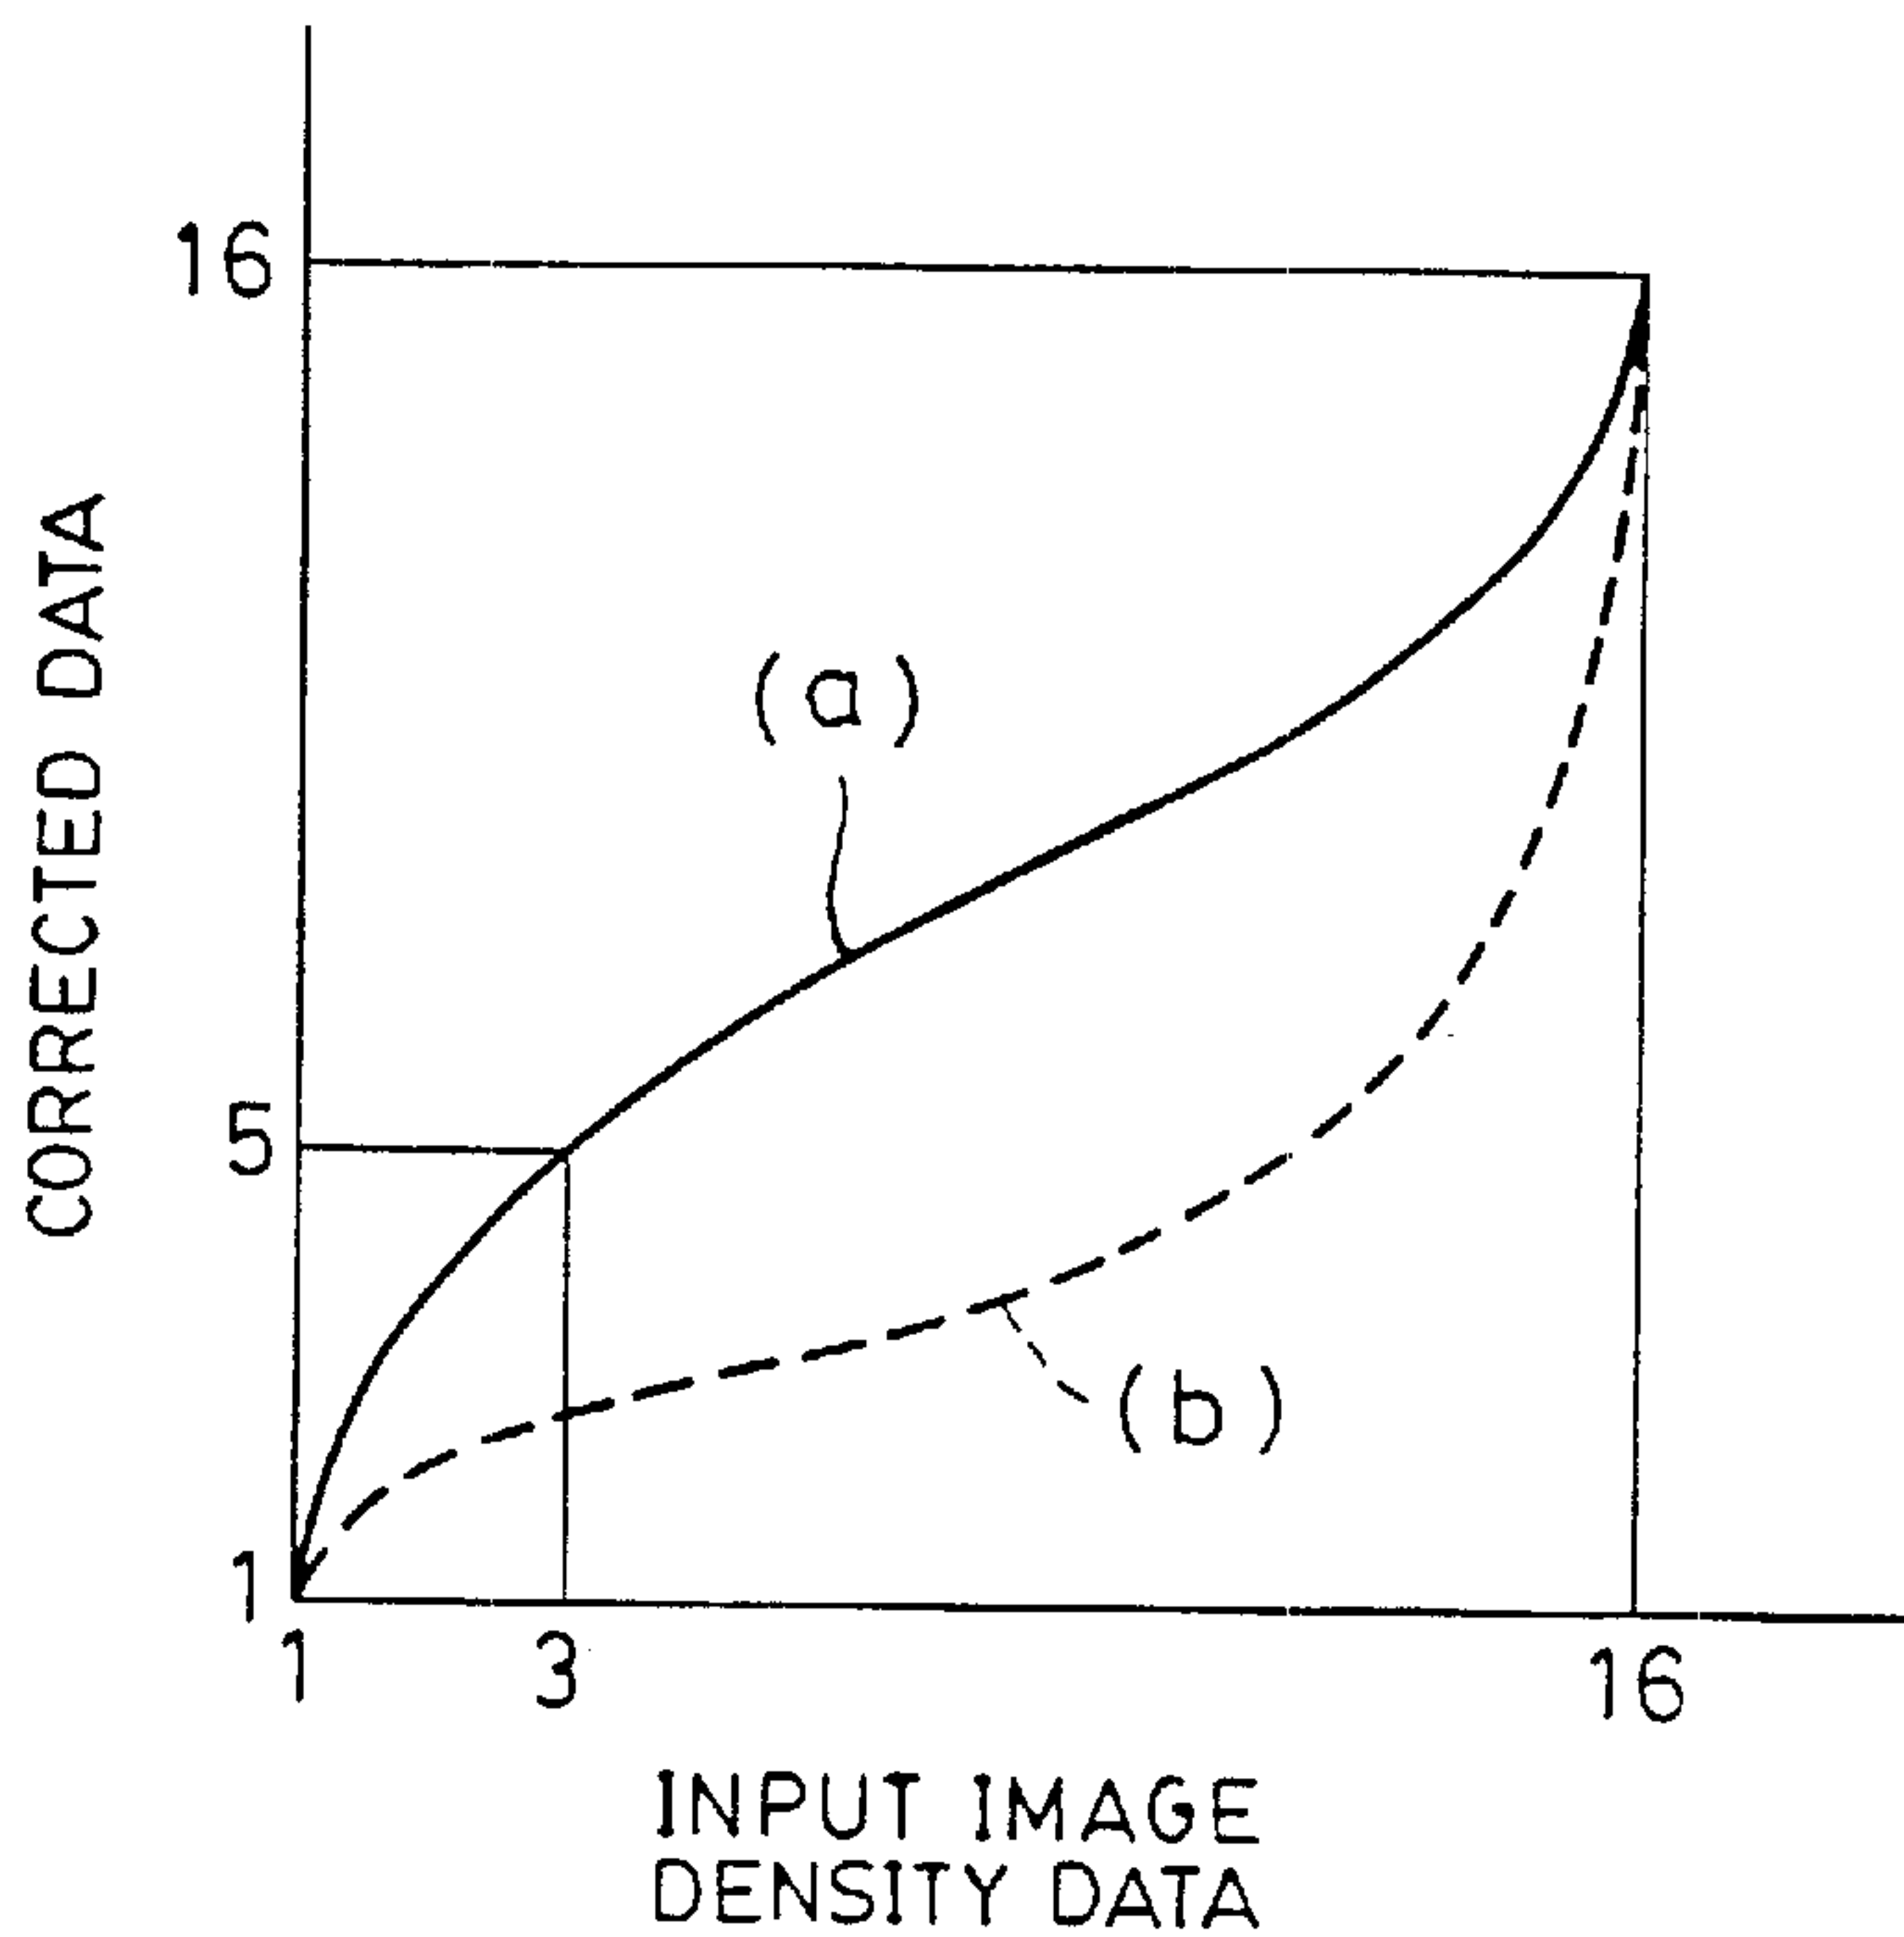 16
CORRECTED DATA
(a)
5
(b)
1
1 3 16
INPUT IMAGE
DENSITY DATA